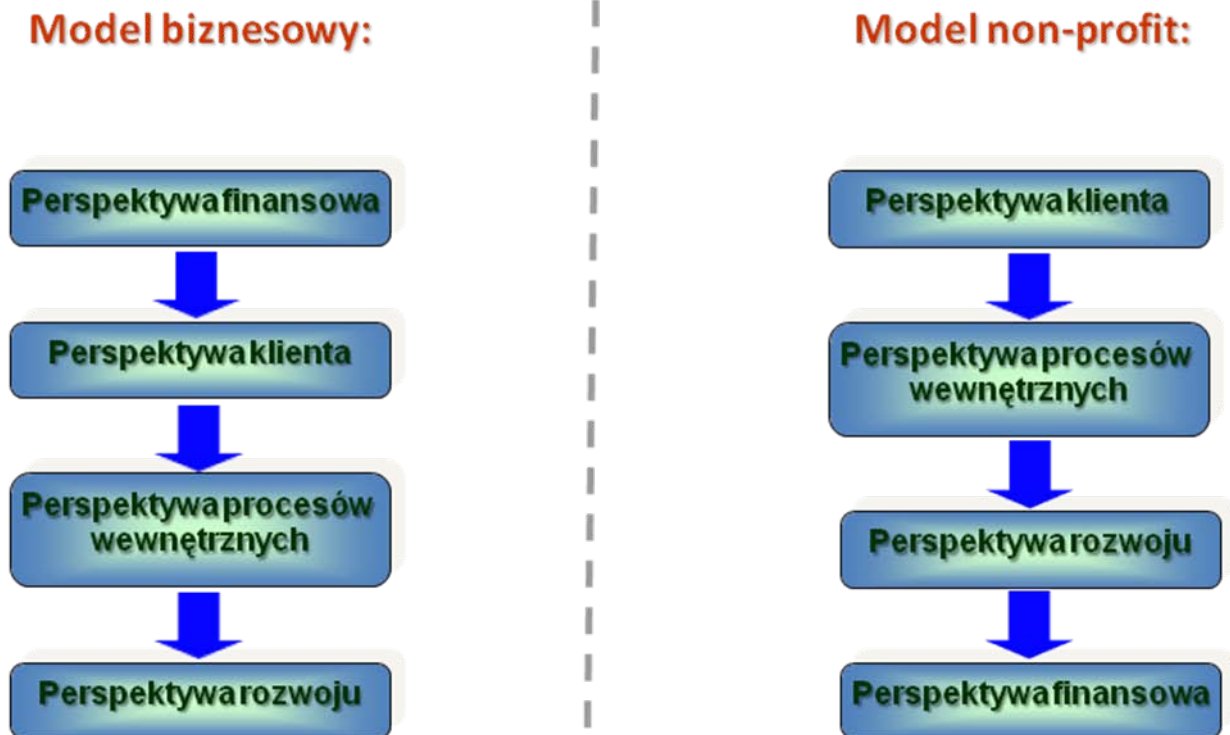 Model biznesowy:
Perspektywa finansowa
Perspektywa klienta
Perspektywa procesów
wewnętrznych
Perspektywa rozwoju
Model non-profit:
Perspektywa klienta
Perspektywa procesów
wewnętrznych
Perspektywa rozwoju
Perspektywa finansowa